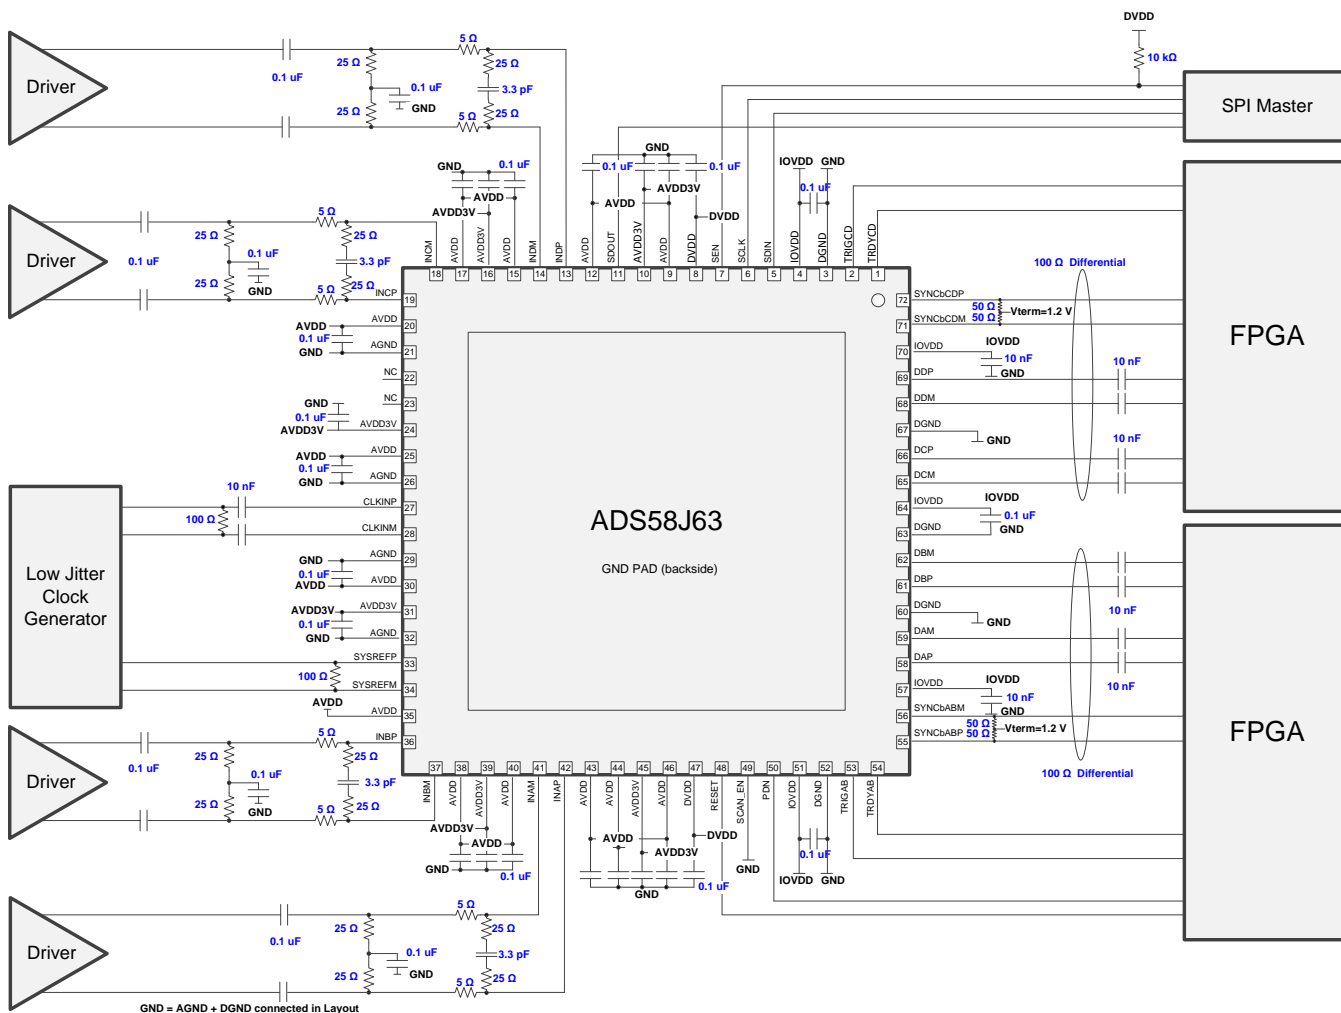 DVDD
10 kΩ
5 Ω
25 Ω
25 Ω
Driver
0.1 uF
0.1 uF
3.3 pF
GND
25 Ω
25 Ω
5 Ω
SPI Master
GND
0.1 uF
AVDD
AVDD3V
GND
0.1 uF
0.1 uF
AVDD3V
AVDD
DVDD
IOVDD
GND
0.1 uF
5 Ω
25 Ω
25 Ω
Driver
0.1 uF
0.1 uF
3.3 pF
GND
25 Ω
25 Ω
5 Ω
INCM
AVDD
AVDD3V
AVDD
INDM
INDP
AVDD
SDOUT
AVDD3V
AVDD
DVDD
SEN
SCLK
SDIN
IOVDD
DGND
TRIGCD
TRDYCD
18
17
16
15
14
13
12
11
10
9
8
7
6
5
4
3
2
1
INCP
19
AVDD
AVDD
20
0.1 uF
GND
AGND
21
NC
22
NC
23
GND
0.1 uF
AVDD3V
AVDD3V
24
AVDD
AVDD
25
0.1 uF
GND
AGND
26
10 nF
CLKINP
27
100 Ω
CLKINM
28
GND
AGND
29
0.1 uF
AVDD
AVDD
30
AVDD3V
AVDD3V
31
0.1 uF
GND
AGND
32
SYSREFP
33
100 Ω
SYSREFM
34
AVDD
AVDD
35
INBP
36
Low Jitter
Clock
Generator
ADS58J63
GND PAD (backside)
100 Ω Differential
72
SYNCbCDP
50 Ω
50 Ω
Vterm=1.2 V
71
SYNCbCDM
70
IOVDD
IOVDD
10 nF
GND
69
DDP
10 nF
68
DDM
67
DGND
GND
10 nF
66
DCP
65
DCM
64
IOVDD
IOVDD
0.1 uF
63
DGND
GND
62
DBM
61
DBP
10 nF
60
DGND
GND
59
DAM
58
DAP
10 nF
57
IOVDD
IOVDD
10 nF
GND
56
SYNCbABM
50 Ω
50 Ω
Vterm=1.2 V
55
SYNCbABP
100 Ω Differential
FPGA
FPGA
5 Ω
25 Ω
25 Ω
Driver
0.1 uF
0.1 uF
3.3 pF
GND
25 Ω
25 Ω
5 Ω
37
38
39
40
41
42
43
44
45
46
47
48
49
50
51
52
53
54
INBM
AVDD
AVDD3V
AVDD
INAM
INAP
AVDD
AVDD
AVDD3V
AVDD
DVDD
RESET
SCAN_EN
PDN
IOVDD
DGND
TRIGAB
TRDYAB
AVDD3V
AVDD
GND
0.1 uF
AVDD
AVDD3V
DVDD
GND
0.1 uF
GND
0.1 uF
IOVDD
GND
5 Ω
25 Ω
25 Ω
Driver
0.1 uF
0.1 uF
3.3 pF
GND
25 Ω
25 Ω
5 Ω
GND = AGND + DGND connected in Layout